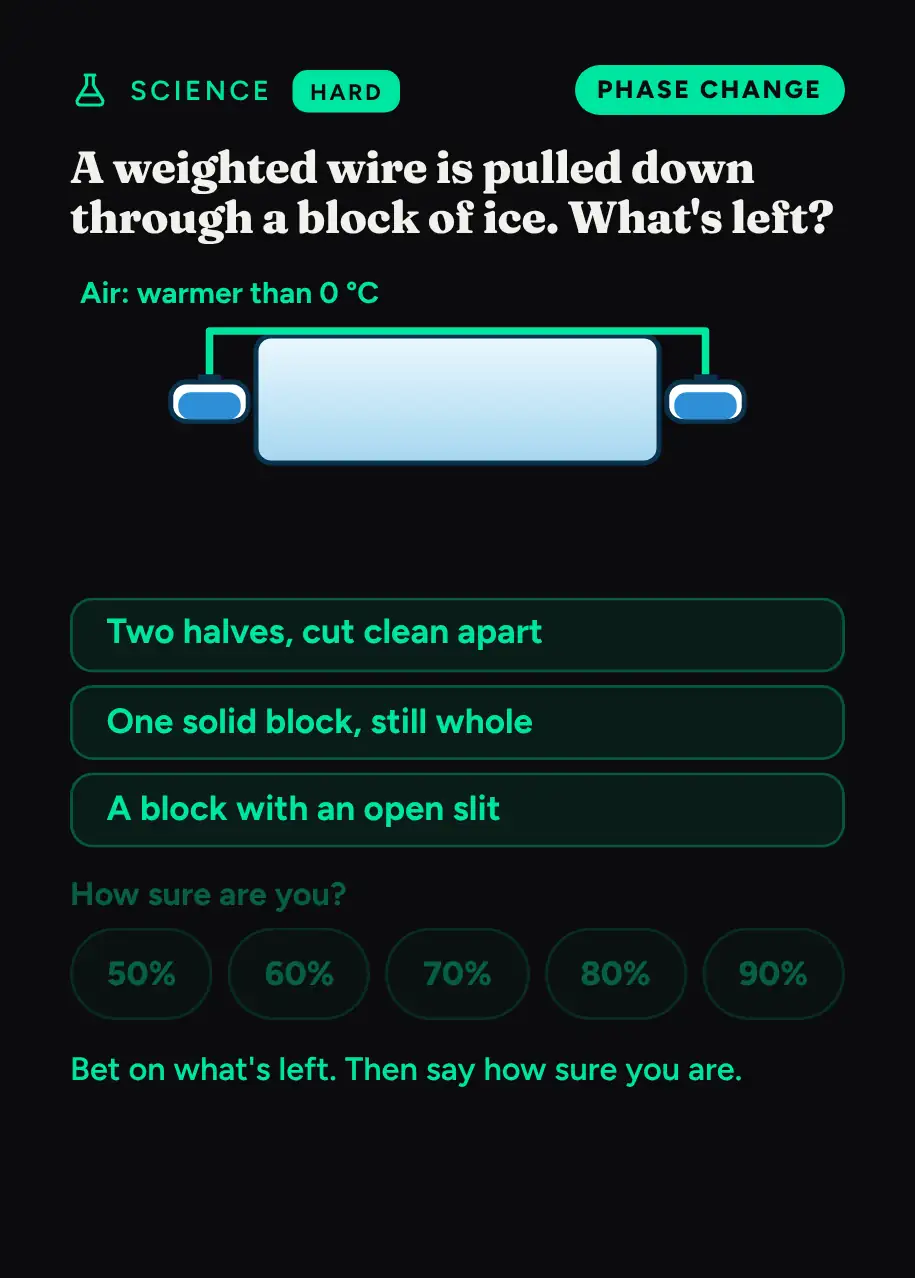 SCIENCE HARD PHASE CHANGE
A weighted wire is pulled down
through a block of ice. What's left?
Air: warmer than 0 °C
Two halves, cut clean apart
One solid block, still whole
A block with an open slit
How sure are you?
50% 60% 70% 80% 90%
Bet on what's left. Then say how sure you are.